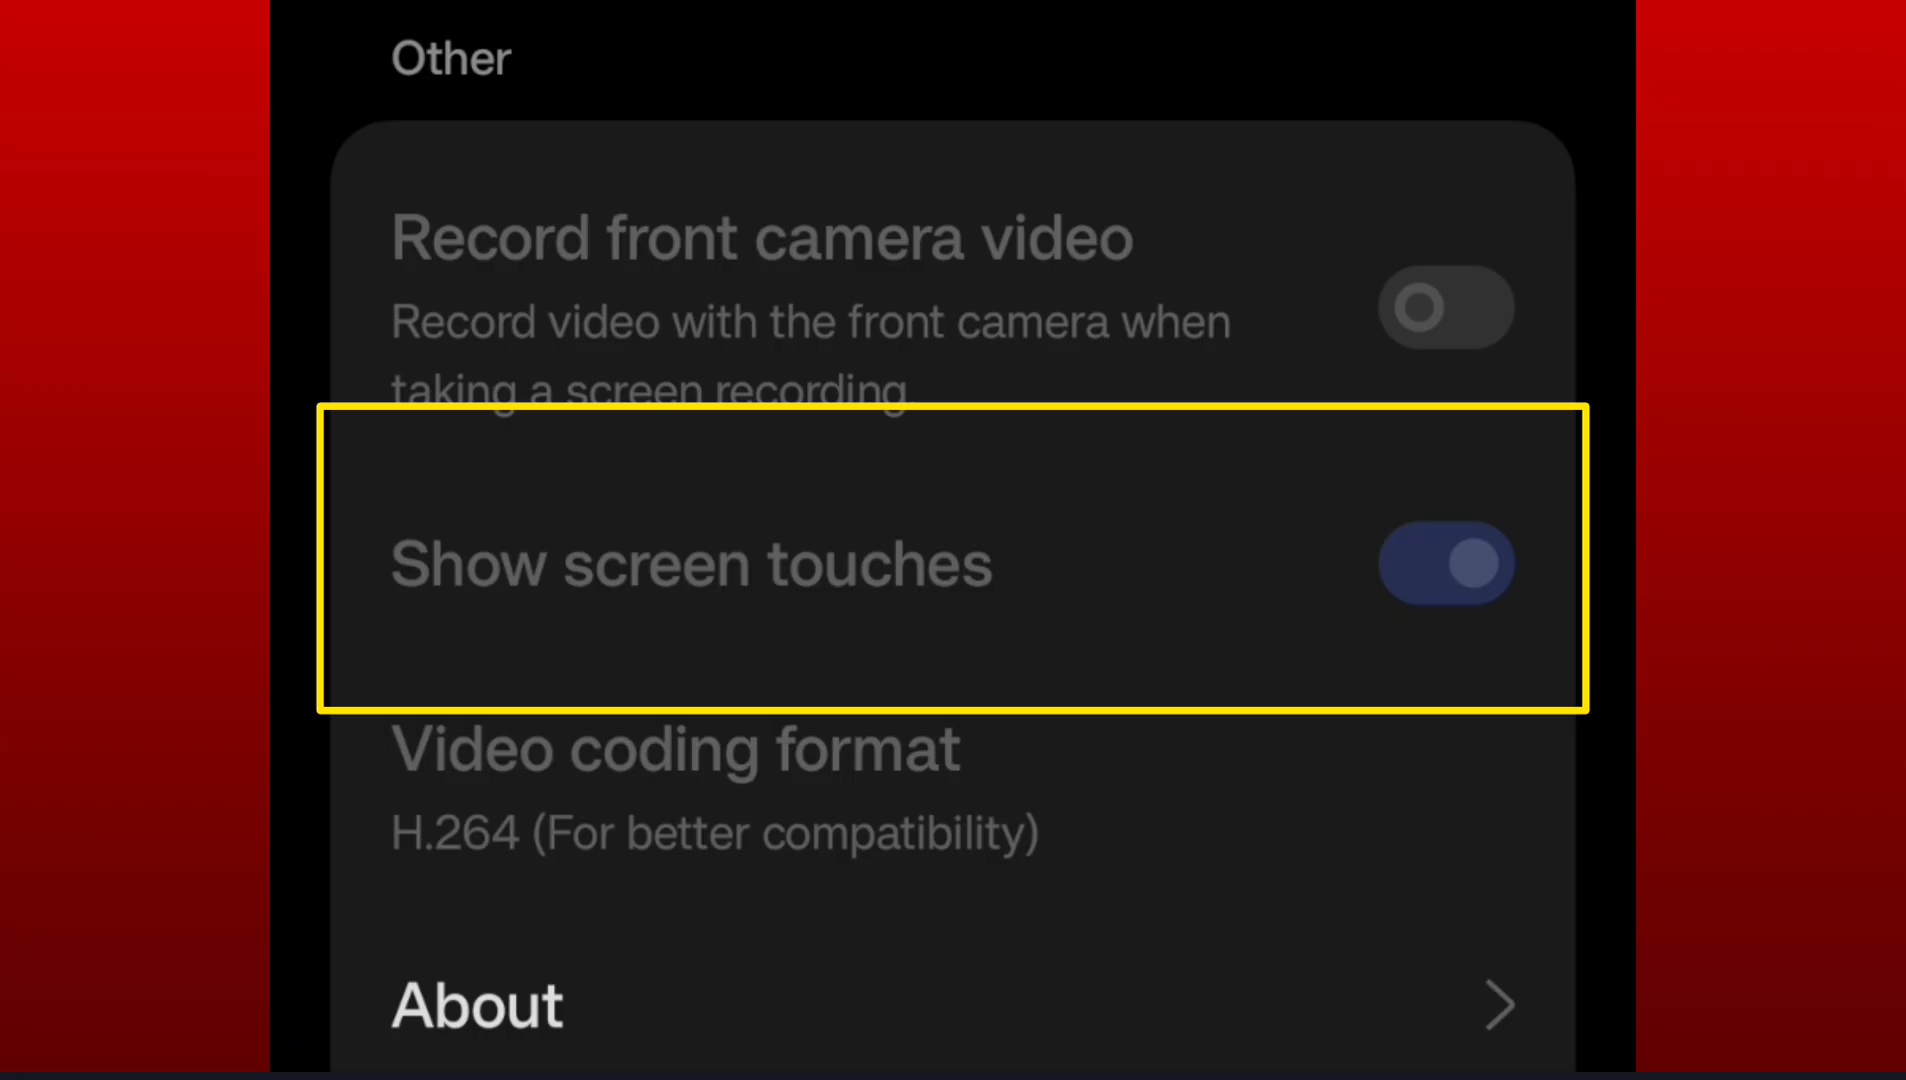 Other
Record front camera video
Record video with the front camera when
taking a screen recording.
Show screen touches
Video coding format
H.264 (For better compatibility)
About